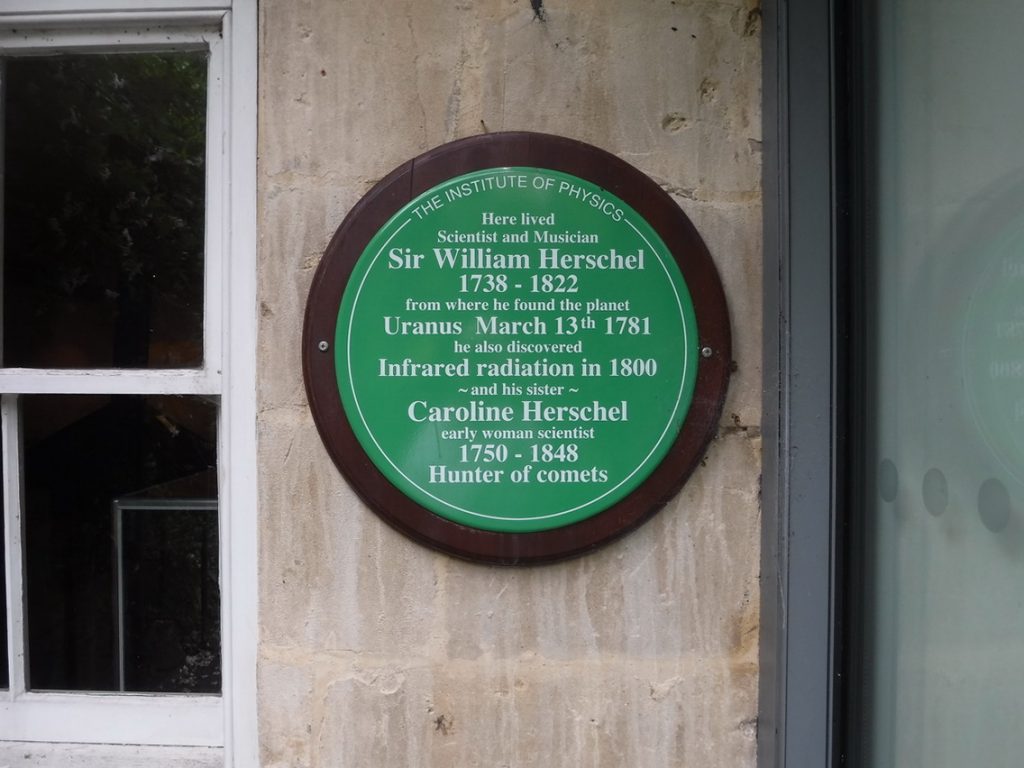 THE INSTITUTE OF PHYSICS
Here lived
Scientist and Musician
Sir William Herschel
1738 - 1822
from where he found the planet
Uranus March 13th 1781
he also discovered
Infrared radiation in 1800
~ and his sister ~
Caroline Herschel
early woman scientist
1750 - 1848
Hunter of comets